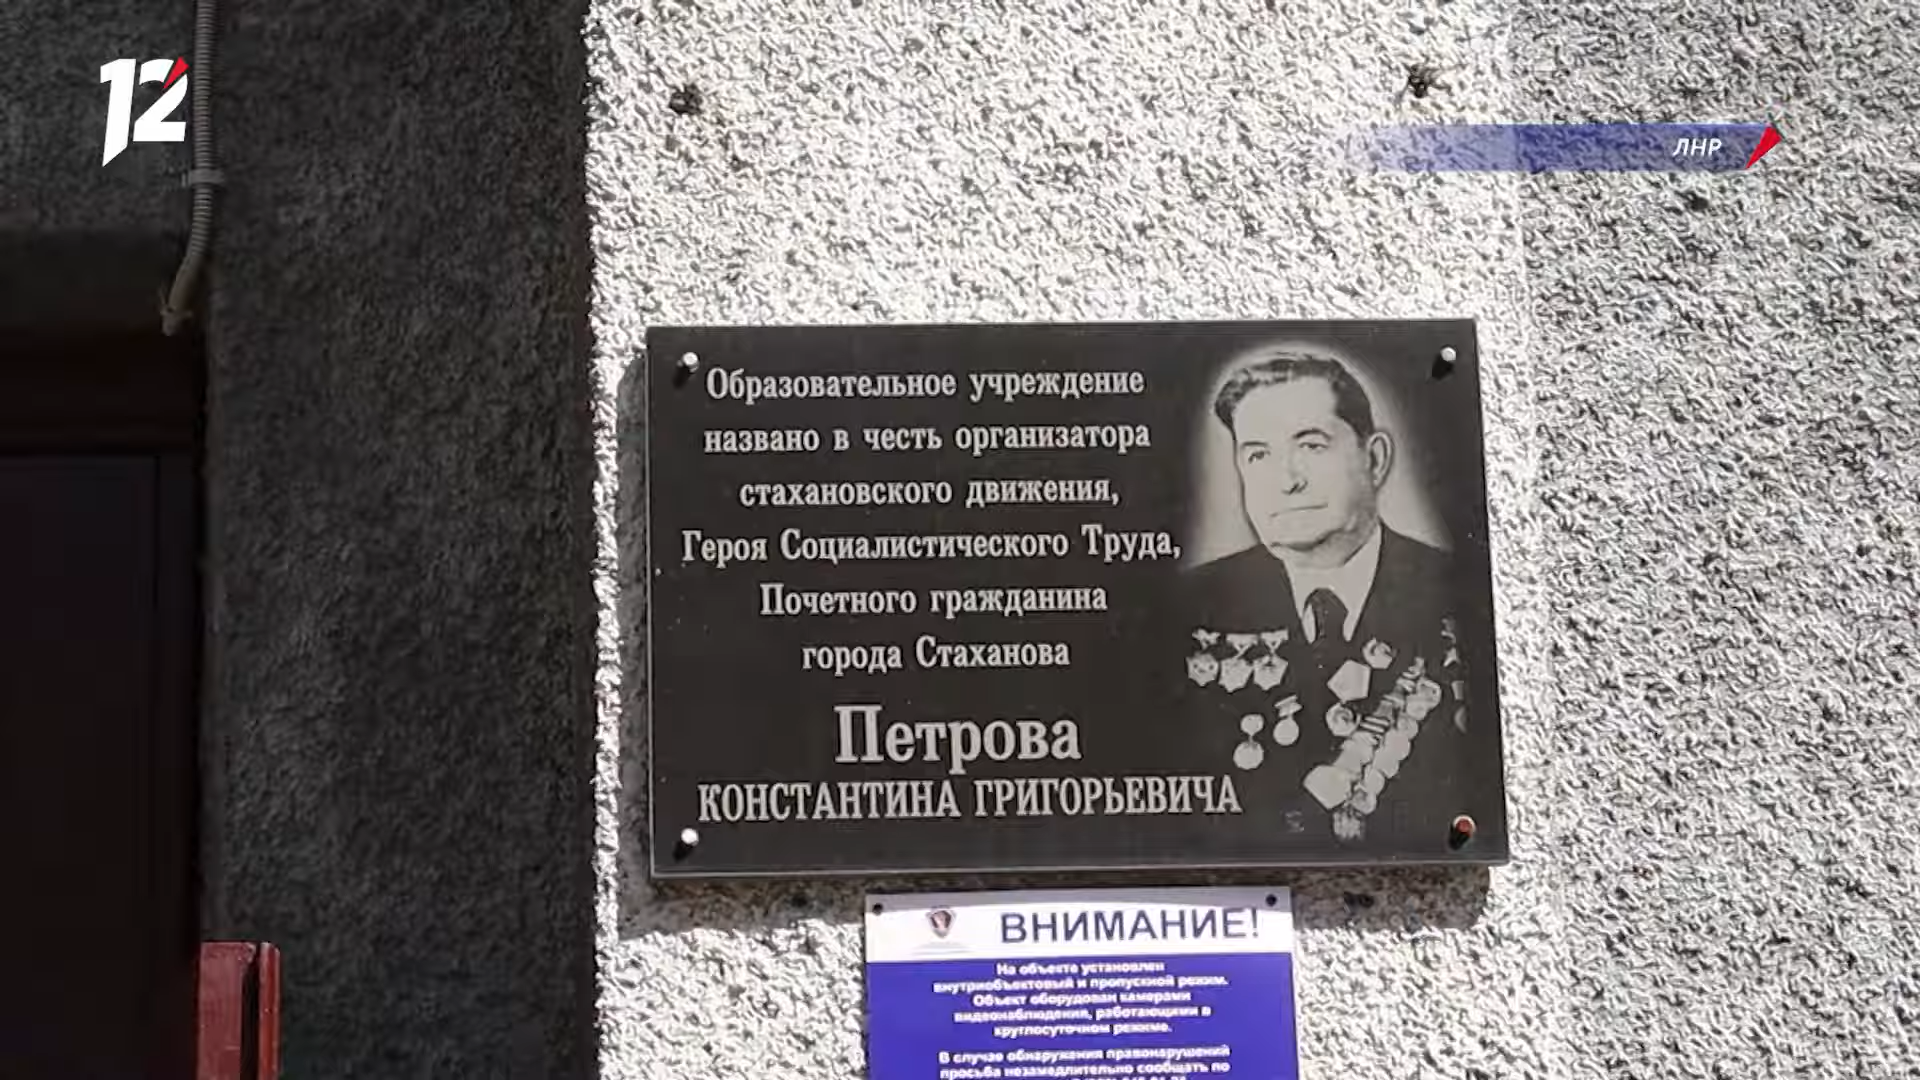 12
ЛНР
Образовательное учреждение
названо в честь организатора
стахановского движения,
Героя Социалистического Труда,
Почетного гражданина
города Стаханова
Петрова
КОНСТАНТИНА ГРИГОРЬЕВИЧА
ВНИМАНИЕ!
На объекте установлен
внутриобъектовый и пропускной режим.
Объект оборудован камерами
видеонаблюдения, работающими в
круглосуточном режиме.
В случае обнаружения правонарушений
просьба незамедлительно сообщать по